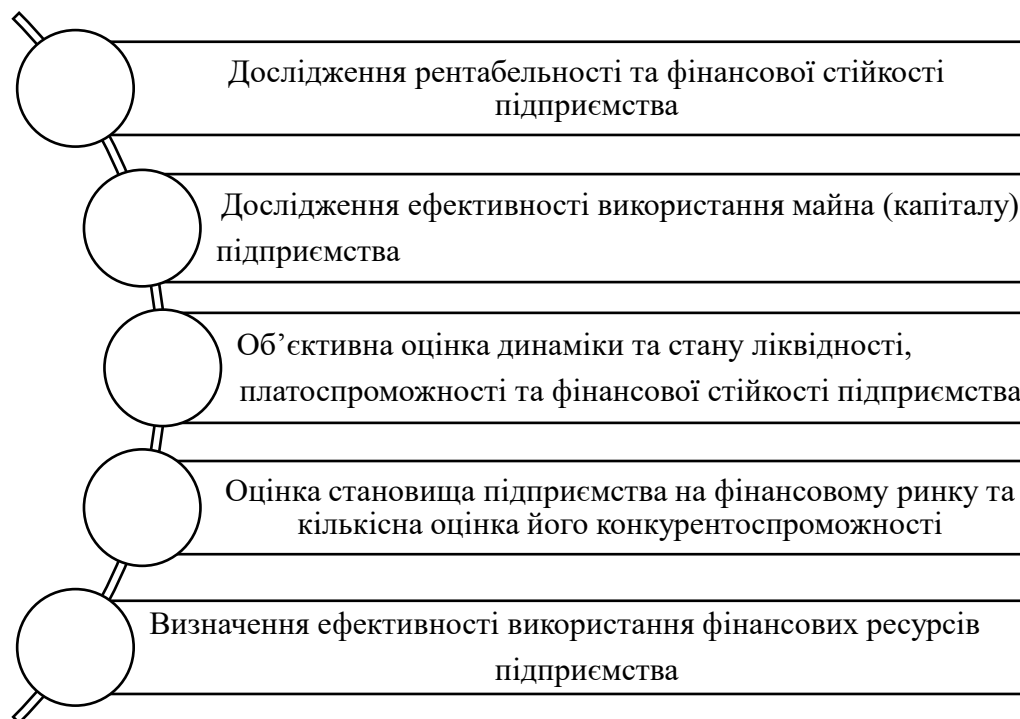 Дослідження рентабельності та фінансової стійкості
підприємства
Дослідження ефективності використання майна (капіталу)
підприємства
Об’єктивна оцінка динаміки та стану ліквідності,
платоспроможності та фінансової стійкості підприємства
Оцінка становища підприємства на фінансовому ринку та
кількісна оцінка його конкурентоспроможності
Визначення ефективності використання фінансових ресурсів
підприємства